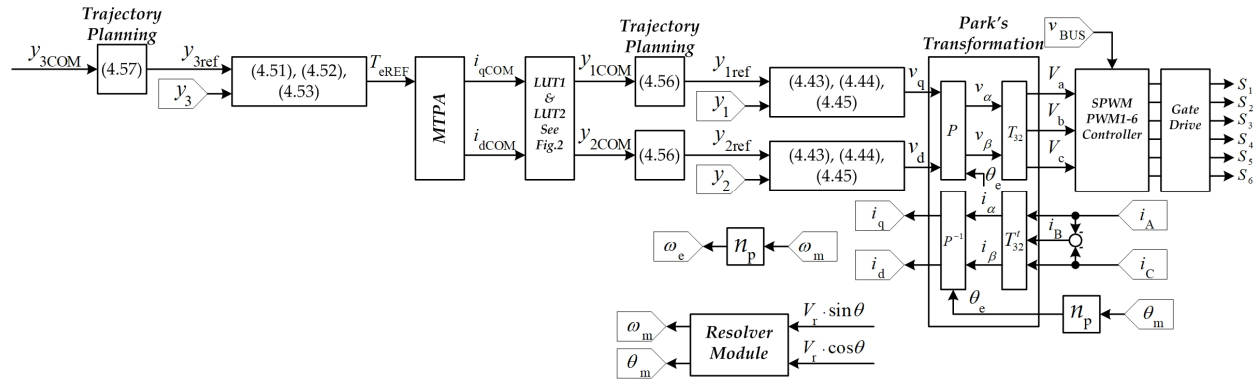 Trajectory
Planning
y3COM
(4.57)
y3ref
y3
(4.51), (4.52),
(4.53)
TeREF
MTPA
iqCOM
idCOM
LUT1
&
LUT2
See
Fig.2
y1COM
y2COM
Trajectory
Planning
(4.56)
(4.56)
y1ref
y1
y2ref
y2
(4.43), (4.44),
(4.45)
(4.43), (4.44),
(4.45)
vq
vd
Park's
Transformation
P
vα
vβ
θe
T32
Va
Vb
Vc
vBUS
SPWM
PWM1-6
Controller
Gate
Drive
S1
S2
S3
S4
S5
S6
iq
id
P⁻¹
iα
iβ
Tᵗ32
iB
-
-
iA
iC
θe
np
θm
ωe
np
ωm
ωm
θm
Resolver
Module
Vr · sinθ
Vr · cosθ